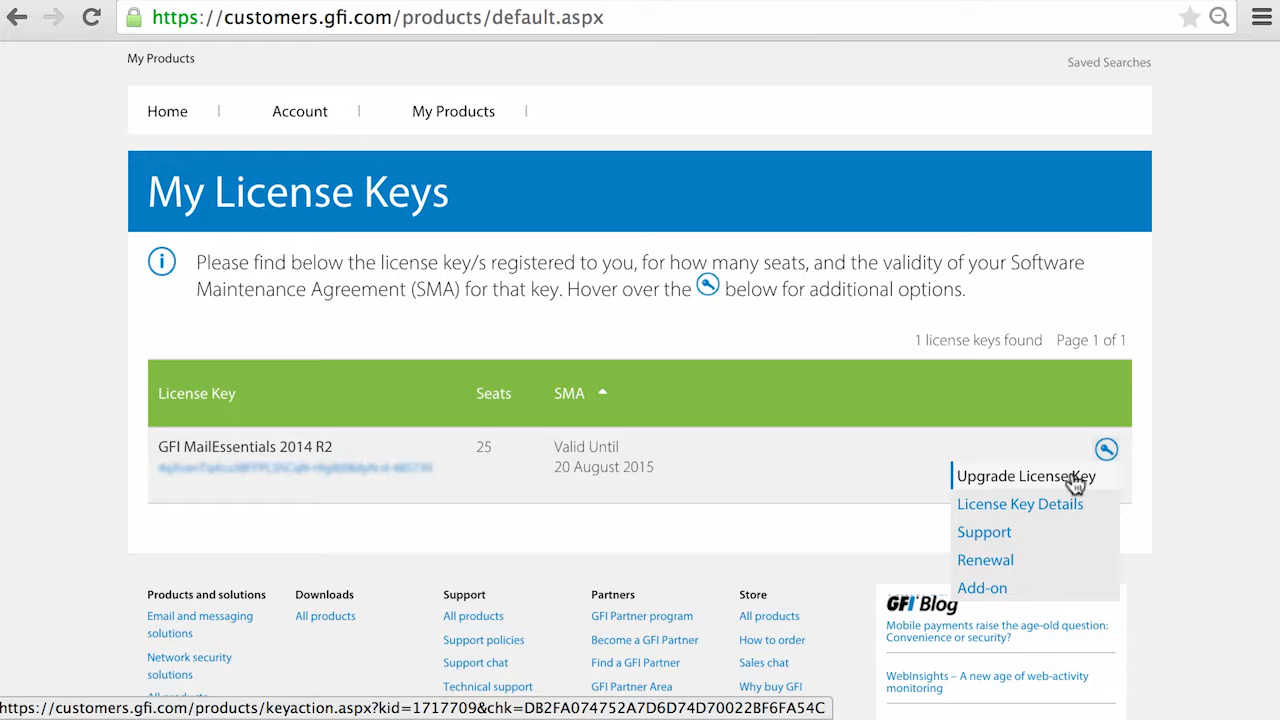 https://customers.gfi.com/products/default.aspx
My Products
Saved Searches
Home | Account | My Products |
My License Keys
Please find below the license key/s registered to you, for how many seats, and the validity of your Software
Maintenance Agreement (SMA) for that key. Hover over the below for additional options.
1 license keys found Page 1 of 1
License Key Seats SMA
GFI MailEssentials 2014 R2 25 Valid Until
20 August 2015
Upgrade License Key
License Key Details
Support
Renewal
Add-on
Products and solutions
Email and messaging
solutions
Network security
solutions
All products
Downloads
All products
Support
All products
Support policies
Support chat
Technical support
Partners
GFI Partner program
Become a GFI Partner
Find a GFI Partner
GFI Partner Area
Store
All products
How to order
Sales chat
Why buy GFI
GFI Blog
Mobile payments raise the age-old question:
Convenience or security?
WebInsights – A new age of web-activity
monitoring
https://customers.gfi.com/products/keyaction.aspx?kid=1717709&chk=DB2FA074752A7D6D74D70022BF6FA54C